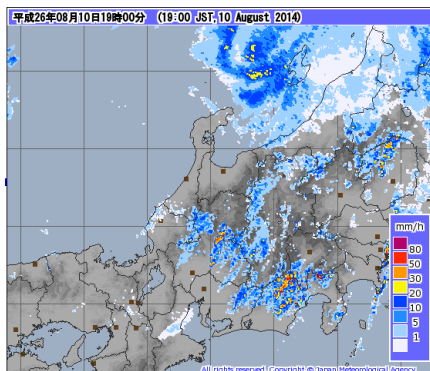 平成26年08月10日19時00分 (19:00 JST, 10 August 2014)
mm/h
80
50
30
20
10
5
1
All rights reserved. Copyright © Japan Meteorological Agency